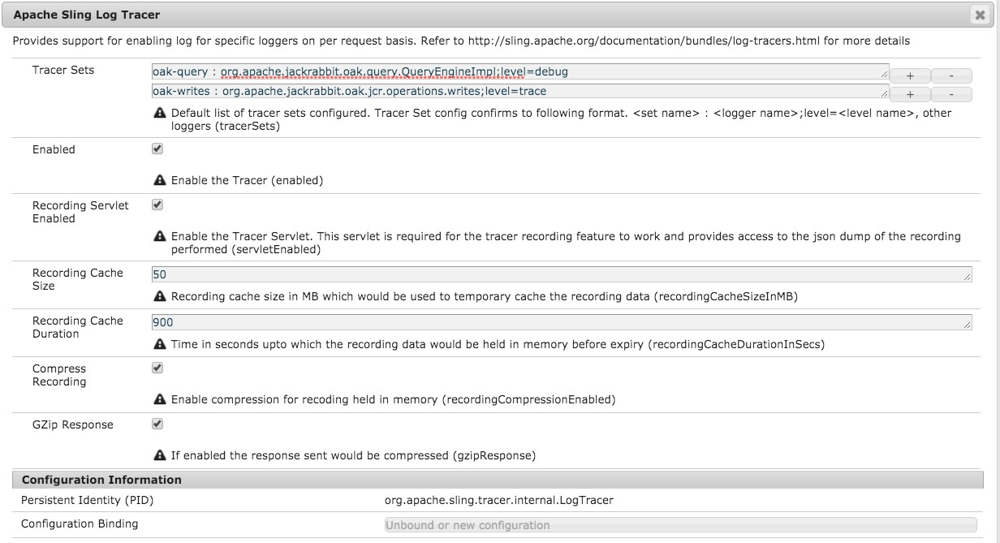 Apache Sling Log Tracer
Provides support for enabling log for specific loggers on per request basis. Refer to http://sling.apache.org/documentation/bundles/log-tracers.html for more details
Tracer Sets
oak-query : org.apache.jackrabbit.oak.query.QueryEngineImpl;level=debug
+ -
oak-writes : org.apache.jackrabbit.oak.jcr.operations.writes;level=trace
+ -
Default list of tracer sets configured. Tracer Set config confirms to following format. <set name> : <logger name>;level=<level name>, other
loggers (tracerSets)
Enabled
Enable the Tracer (enabled)
Recording Servlet
Enabled
Enable the Tracer Servlet. This servlet is required for the tracer recording feature to work and provides access to the json dump of the recording
performed (servletEnabled)
Recording Cache
Size
50
Recording cache size in MB which would be used to temporary cache the recording data (recordingCacheSizeInMB)
Recording Cache
Duration
900
Time in seconds upto which the recording data would be held in memory before expiry (recordingCacheDurationInSecs)
Compress
Recording
Enable compression for recoding held in memory (recordingCompressionEnabled)
GZip Response
If enabled the response sent would be compressed (gzipResponse)
Configuration Information
Persistent Identity (PID) org.apache.sling.tracer.internal.LogTracer
Configuration Binding Unbound or new configuration